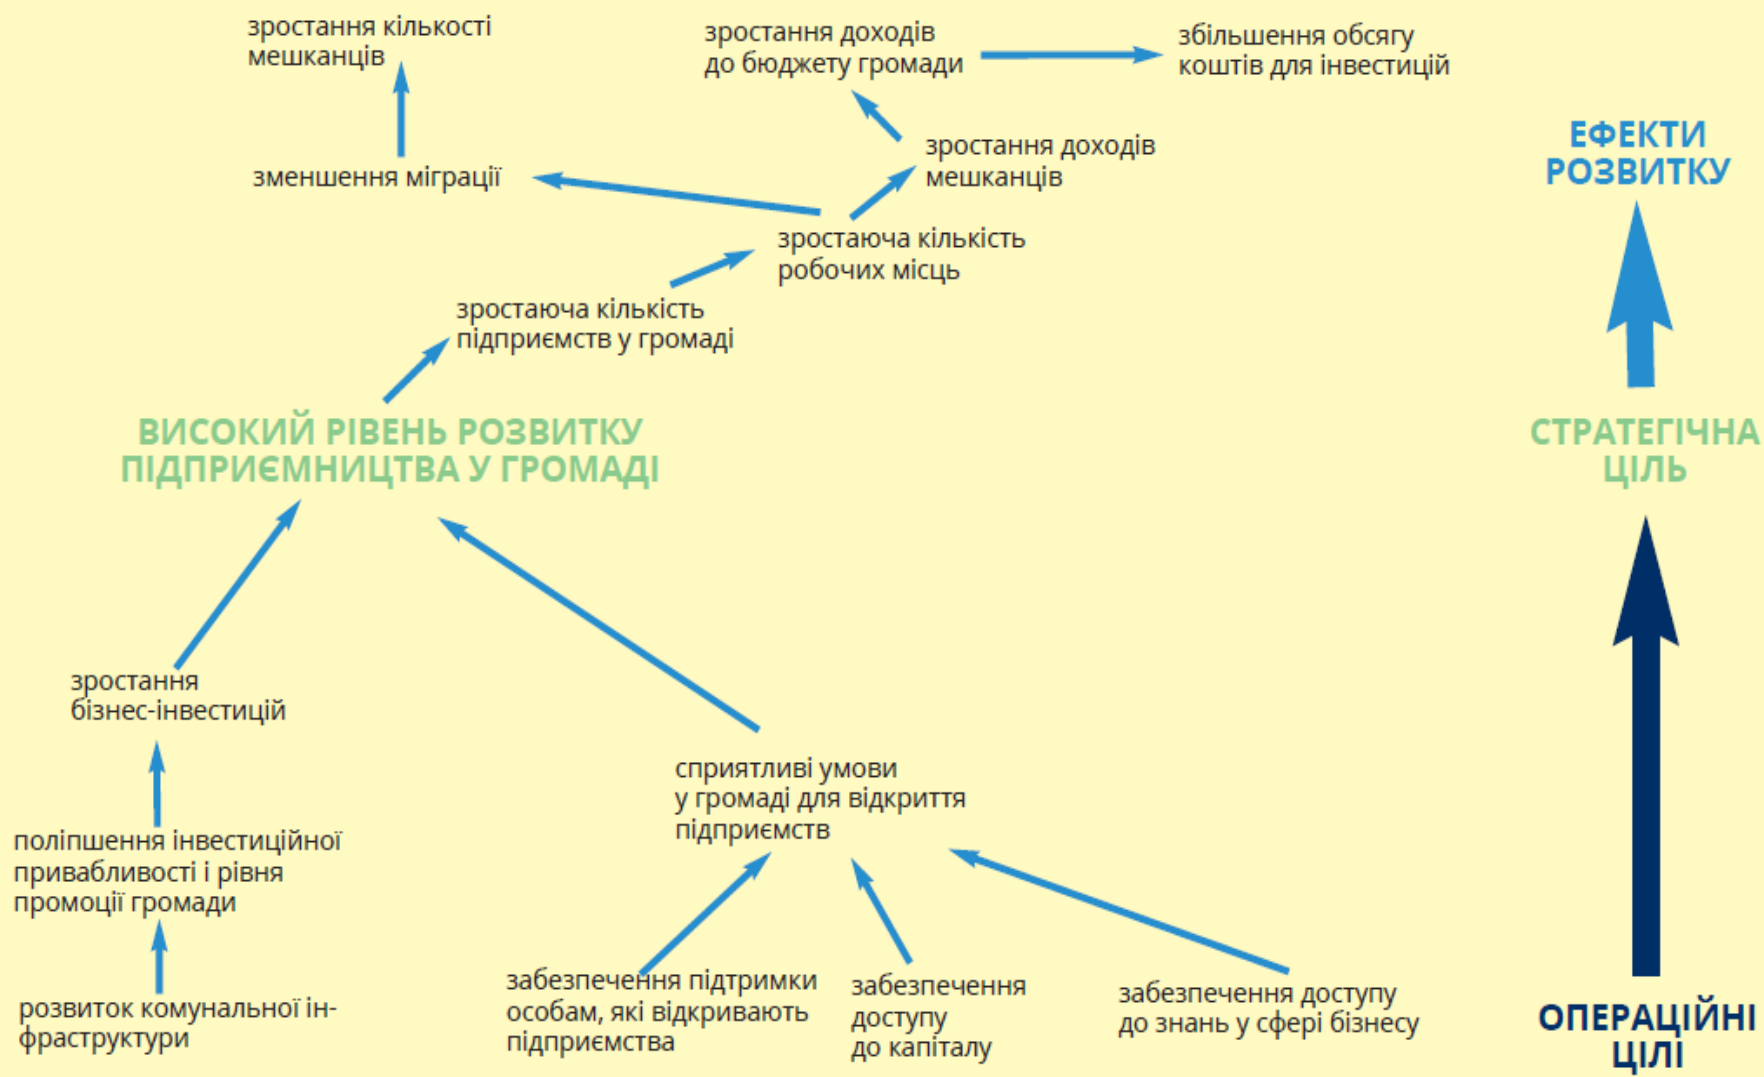 зростання кількості
мешканців
зростання доходів
до бюджету громади
збільшення обсягу
коштів для інвестицій
ЕФЕКТИ
РОЗВИТКУ
зростання доходів
мешканців
зменшення міграції
зростаюча кількість
робочих місць
зростаюча кількість
підприємств у громаді
ВИСОКИЙ РІВЕНЬ РОЗВИТКУ
ПІДПРИЄМНИЦТВА У ГРОМАДІ
СТРАТЕГІЧНА
ЦІЛЬ
зростання
бізнес-інвестицій
сприятливі умови
у громаді для відкриття
підприємств
поліпшення інвестиційної
привабливості і рівня
промоції громади
розвиток комунальної ін-
фраструктури
забезпечення підтримки
особам, які відкривають
підприємства
забезпечення
доступу
до капіталу
забезпечення доступу
до знань у сфері бізнесу
ОПЕРАЦІЙНІ
ЦІЛІ